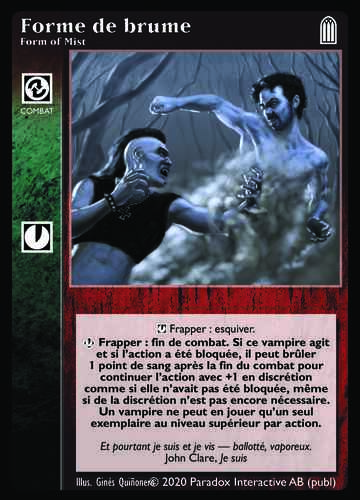 Forme de brume
Form of Mist
COMBAT
Frapper : esquiver.
Frapper : fin de combat. Si ce vampire agit
et si l'action a été bloquée, il peut brûler
1 point de sang après la fin du combat pour
continuer l'action avec +1 en discrétion
comme si elle n'avait pas été bloquée, même
si de la discrétion n'est pas encore nécessaire.
Un vampire ne peut en jouer qu'un seul
exemplaire au niveau supérieur par action.
Et pourtant je suis et je vis — ballotté, vaporeux.
John Clare, Je suis
Illus. Ginés Quiñonero© 2020 Paradox Interactive AB (publ)